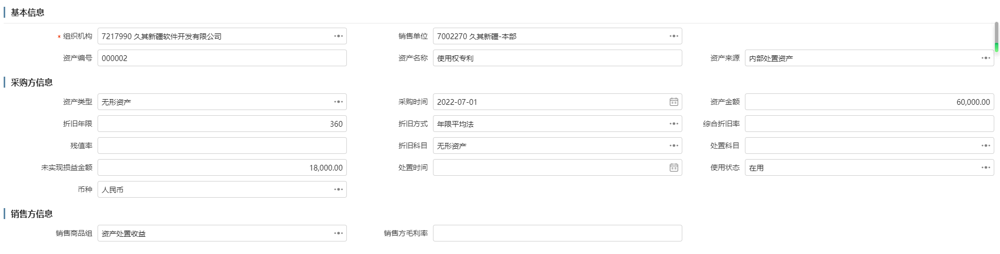 基本信息
* 组织机构 7217990 久其新疆软件开发有限公司 销售单位 7002270 久其新疆-本部
资产编号 000002 资产名称 使用权专利 资产来源 内部处置资产
采购方信息
资产类型 无形资产 采购时间 2022-07-01 资产金额 60,000.00
折旧年限 360 折旧方式 年限平均法 综合折旧率
残值率 折旧科目 无形资产 处置科目
未实现损益金额 18,000.00 处置时间 使用状态 在用
币种 人民币
销售方信息
销售商品组 资产处置收益 销售方毛利率